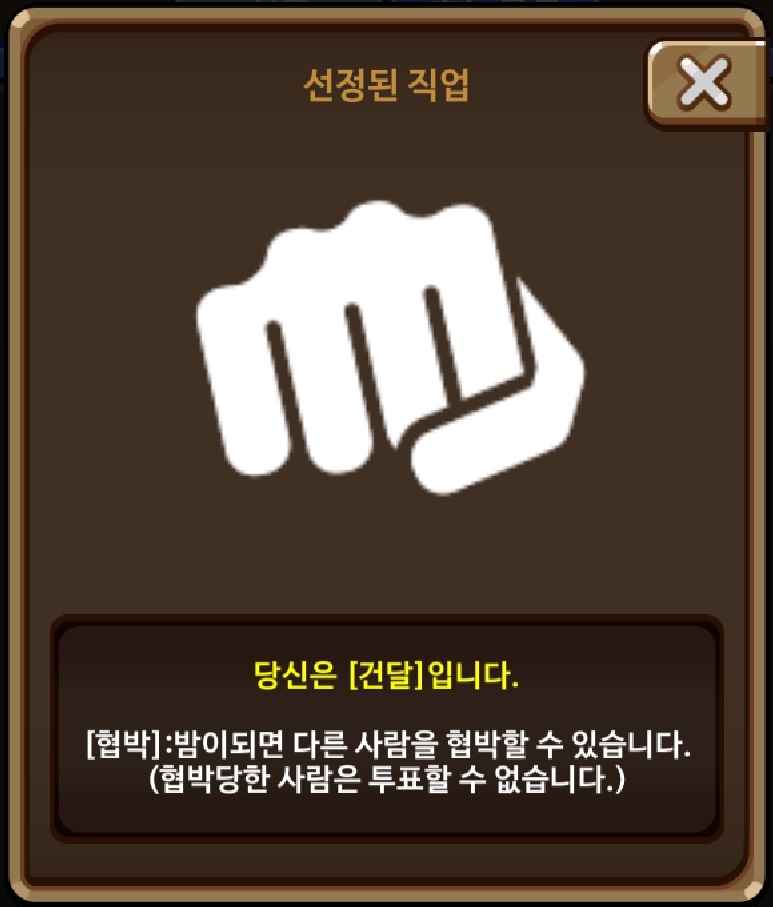 선정된 직업
당신은 [건달]입니다.
[협박]:밤이되면 다른 사람을 협박할 수 있습니다.
(협박당한 사람은 투표할 수 없습니다.)